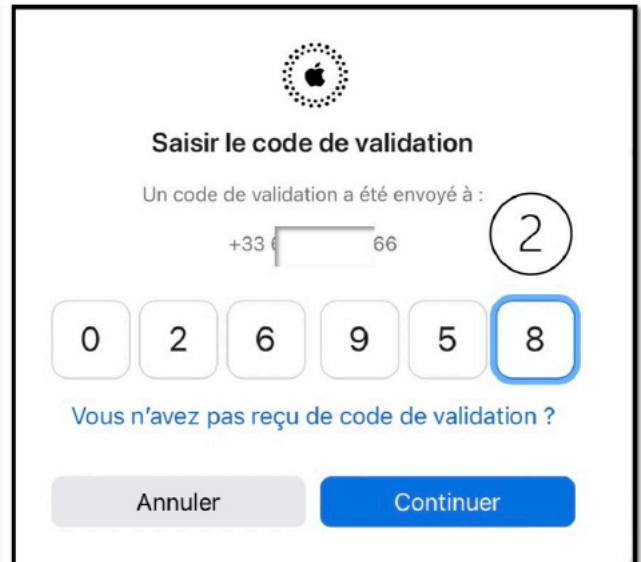 Saisir le code de validation
Un code de validation a été envoyé à :
+33 6 66
2
0 2 6 9 5 8
Vous n'avez pas reçu de code de validation ?
Annuler Continuer